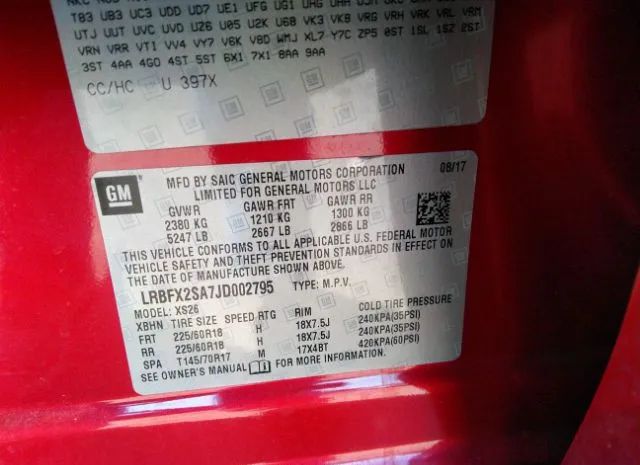 TB3 UB3 UC3 UDD UD7 UE1 UFG UG1 UHG
UTJ UUT UVC UVD U26 U05 U2K U68 VK3 VK8 VRG VRH VRK VRL VRM
VRN VRR VT1 VV4 VY7 V6K V8D WMJ XL7 Y7C ZP5 0ST 1SL 1SZ 2ST
3ST 4AA 4GO 4ST 5ST 6X1 7X1 8AA 9AA
CC/HC U 397X
GM
MFD BY SAIC GENERAL MOTORS CORPORATION 08/17
LIMITED FOR GENERAL MOTORS LLC
GVWR GAWR FRT GAWR RR
2380 KG 1210 KG 1300 KG
5247 LB 2667 LB 2866 LB
THIS VEHICLE CONFORMS TO ALL APPLICABLE U.S. FEDERAL MOTOR
VEHICLE SAFETY AND THEFT PREVENTION STANDARDS IN EFFECT ON
THE DATE OF MANUFACTURE SHOWN ABOVE.
LRBFX2SA7JD002795 TYPE: M.P.V.
MODEL: XS26
XBHN TIRE SIZE SPEED RTG RIM COLD TIRE PRESSURE
FRT 225/60R18 H 18X7.5J 240KPA(35PSI)
RR 225/60R18 H 18X7.5J 240KPA(35PSI)
SPA T145/70R17 M 17X4BT 420KPA(60PSI)
SEE OWNER'S MANUAL FOR MORE INFORMATION.